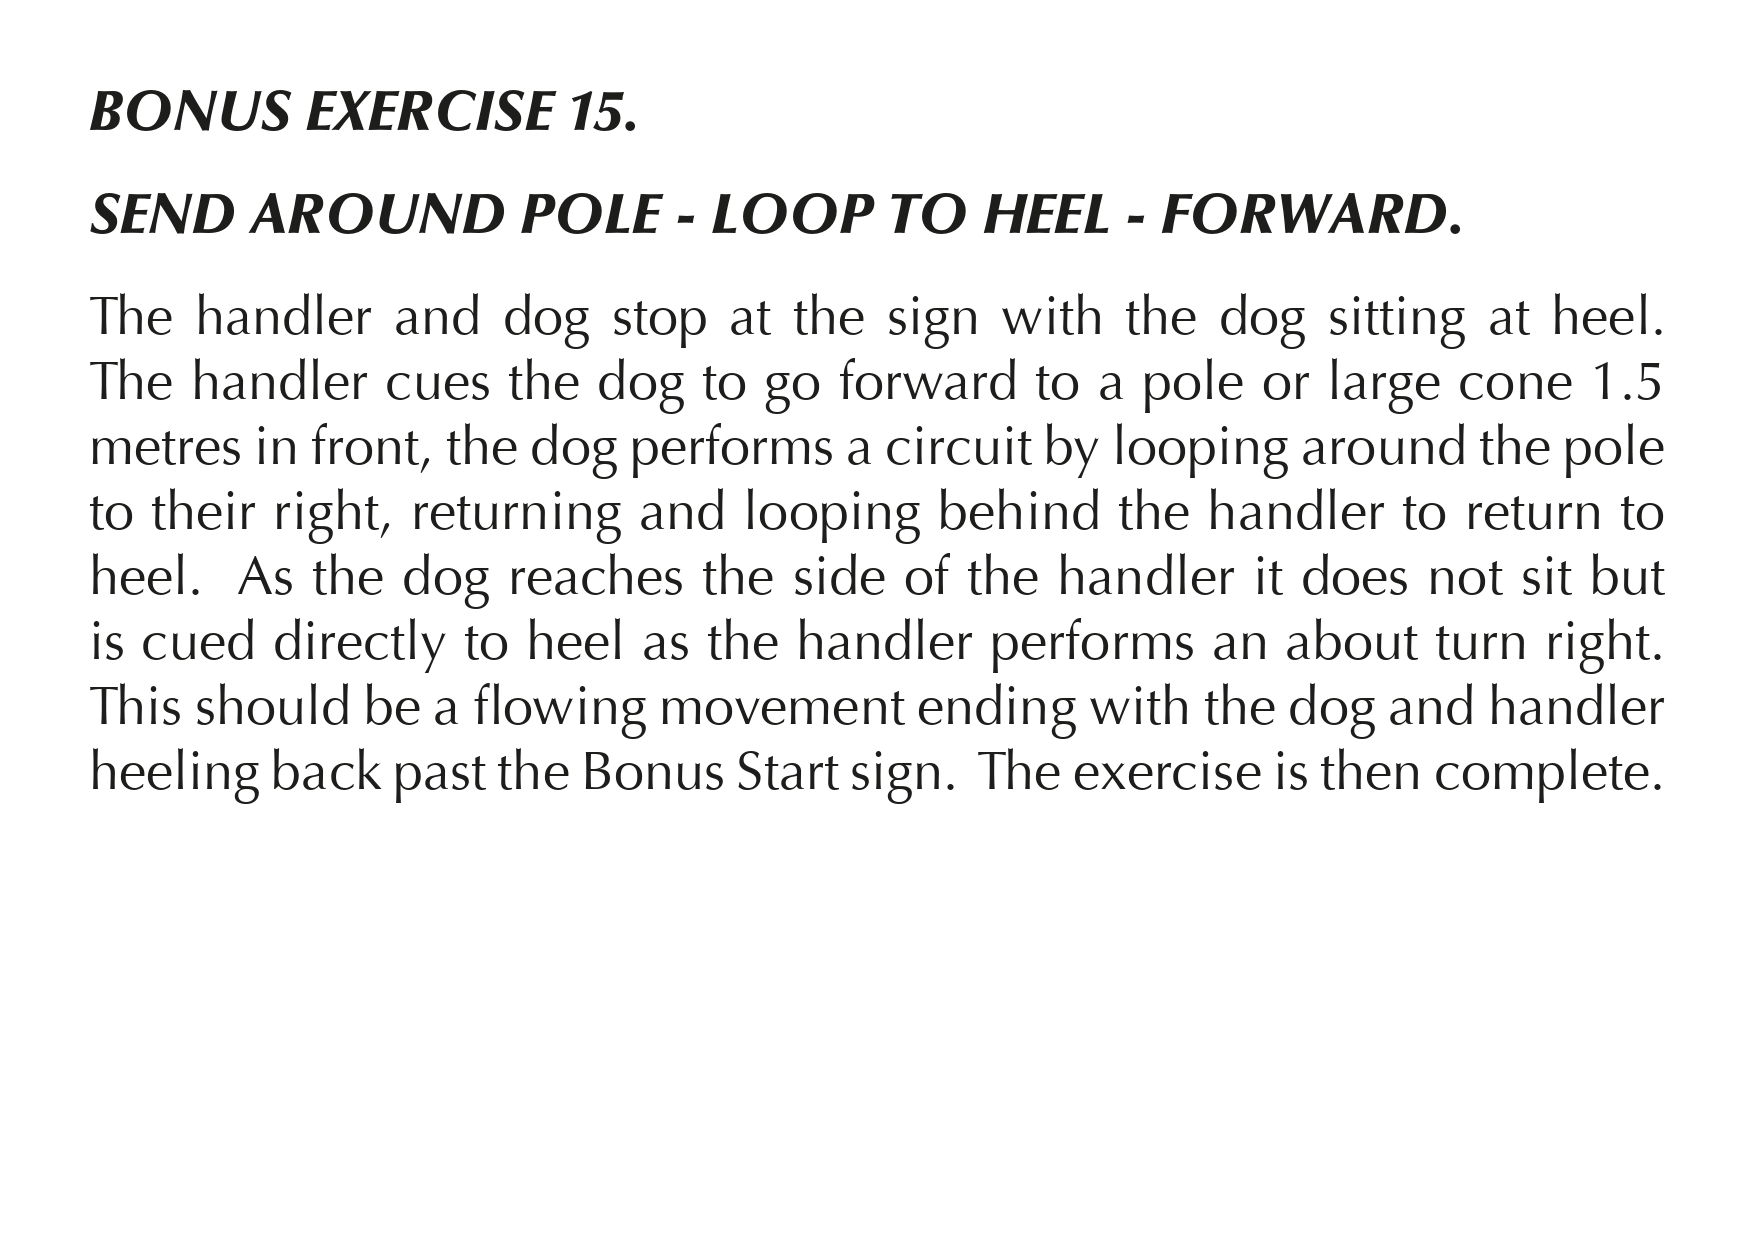 BONUS EXERCISE 15.
SEND AROUND POLE - LOOP TO HEEL - FORWARD.
The handler and dog stop at the sign with the dog sitting at heel.
The handler cues the dog to go forward to a pole or large cone 1.5
metres in front, the dog performs a circuit by looping around the pole
to their right, returning and looping behind the handler to return to
heel.  As the dog reaches the side of the handler it does not sit but
is cued directly to heel as the handler performs an about turn right.
This should be a flowing movement ending with the dog and handler
heeling back past the Bonus Start sign.  The exercise is then complete.